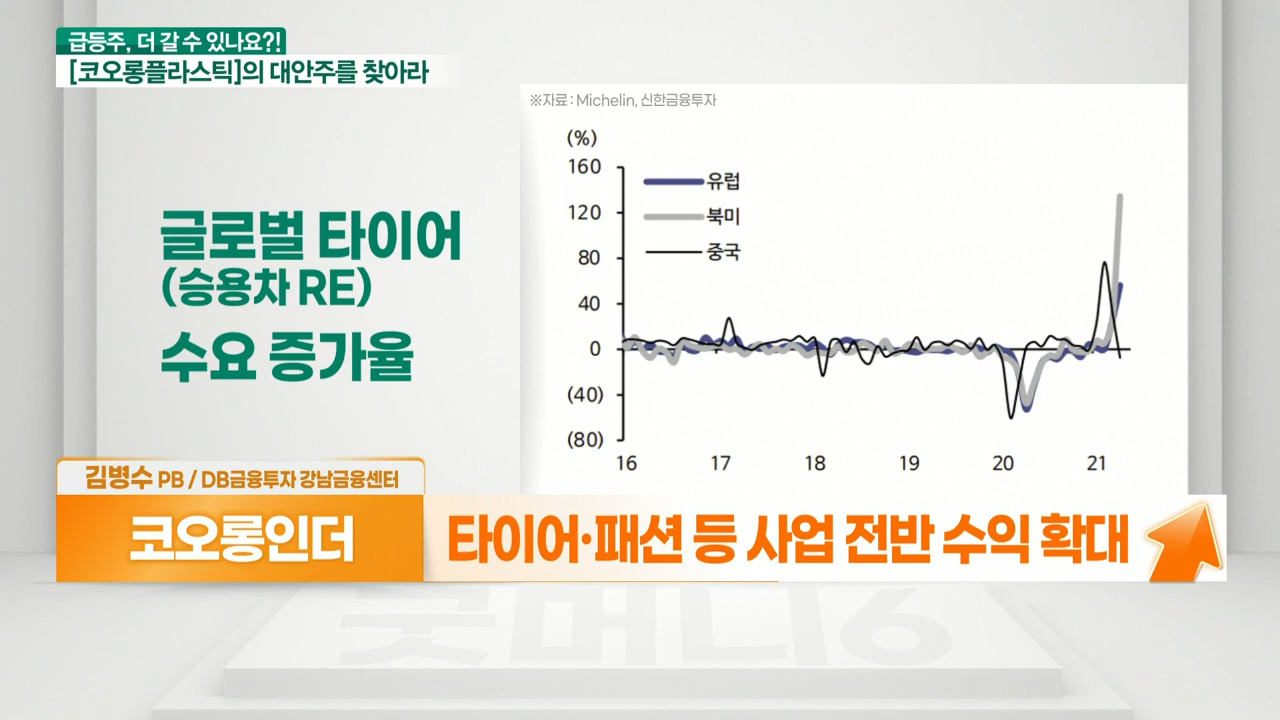 급등주, 더 갈 수 있나요?!
[코오롱플라스틱]의 대안주를 찾아라
※자료 : Michelin, 신한금융투자
글로벌 타이어
(승용차 RE)
수요 증가율
(%)
160
120
80
40
0
(40)
(80)
유럽
북미
중국
16 17 18 19 20 21
김병수 PB / DB금융투자 강남금융센터
코오롱인더
타이어·패션 등 사업 전반 수익 확대
굿머니6